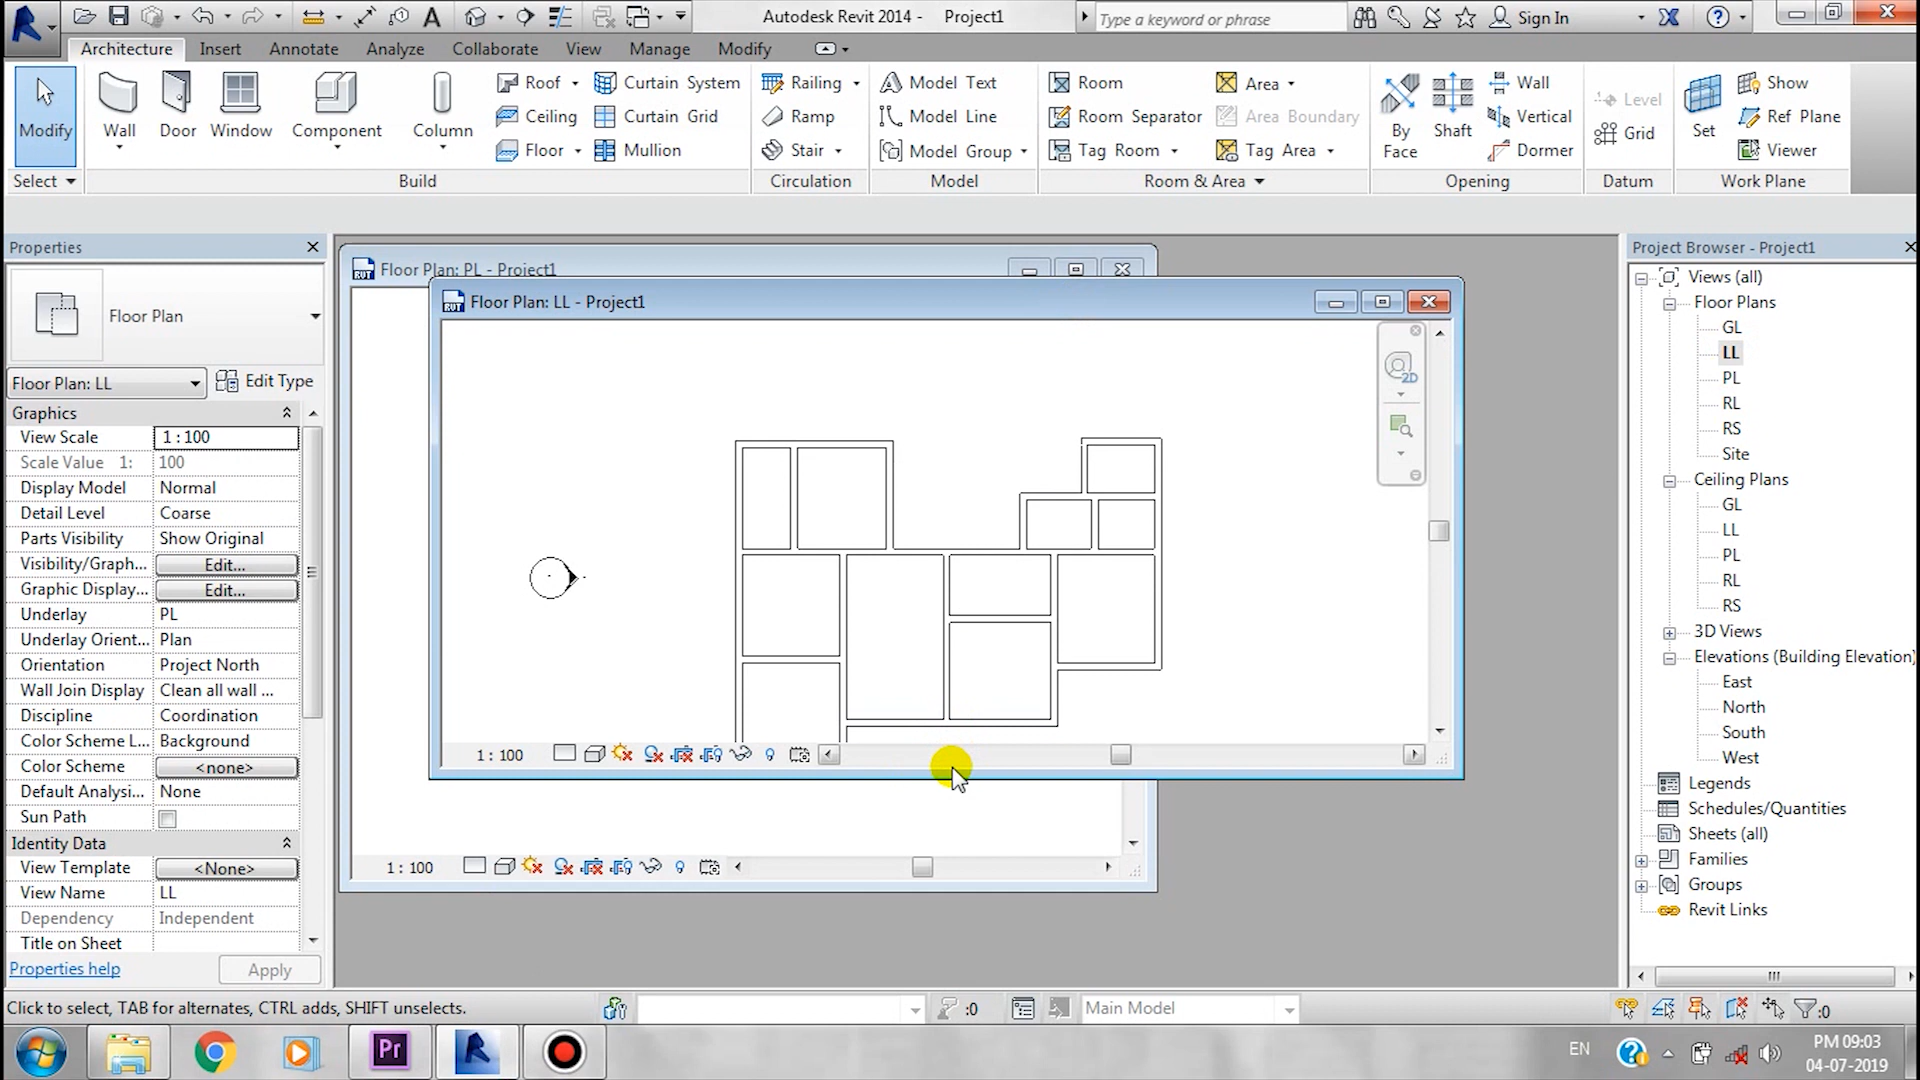 Autodesk Revit 2014 - Project1
Type a keyword or phrase
Sign In
Architecture Insert Annotate Analyze Collaborate View Manage Modify
Modify
Wall
Door
Window
Component
Column
Roof
Ceiling
Floor
Curtain System
Curtain Grid
Mullion
Railing
Ramp
Stair
Model Text
Model Line
Model Group
Room
Room Separator
Tag Room
Area
Area Boundary
Tag Area
By
Face
Shaft
Wall
Vertical
Dormer
Level
Grid
Set
Show
Ref Plane
Viewer
Select
Build
Circulation
Model
Room & Area
Opening
Datum
Work Plane
Properties
Floor Plan
Floor Plan: LL
Edit Type
Graphics
View Scale 1 : 100
Scale Value 1: 100
Display Model Normal
Detail Level Coarse
Parts Visibility Show Original
Visibility/Graph... Edit...
Graphic Display... Edit...
Underlay PL
Underlay Orient... Plan
Orientation Project North
Wall Join Display Clean all wall ...
Discipline Coordination
Color Scheme L... Background
Color Scheme <none>
Default Analysi... None
Sun Path
Identity Data
View Template <None>
View Name LL
Dependency Independent
Title on Sheet
Properties help
Apply
Floor Plan: PL - Project1
RVT
Floor Plan: LL - Project1
RVT
2D
1 : 100
1 : 100
Project Browser - Project1
Views (all)
Floor Plans
GL
LL
PL
RL
RS
Site
Ceiling Plans
GL
LL
PL
RL
RS
3D Views
Elevations (Building Elevation)
East
North
South
West
Legends
Schedules/Quantities
Sheets (all)
Families
Groups
Revit Links
Click to select, TAB for alternates, CTRL adds, SHIFT unselects.
:0
Main Model
:0
Pr
EN
PM 09:03
04-07-2019